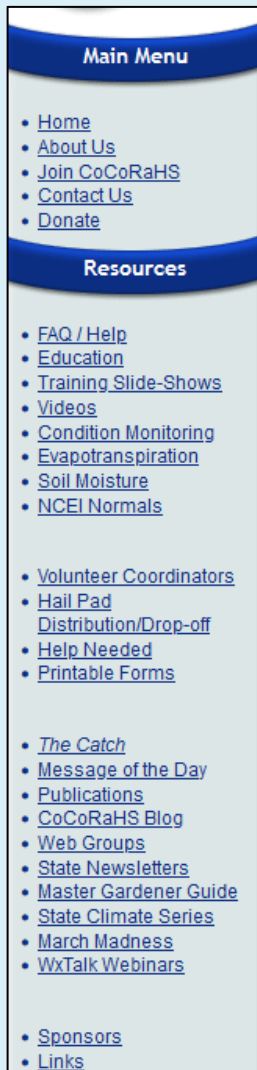 Main Menu
• Home
• About Us
• Join CoCoRaHS
• Contact Us
• Donate
Resources
• FAQ / Help
• Education
• Training Slide-Shows
• Videos
• Condition Monitoring
• Evapotranspiration
• Soil Moisture
• NCEI Normals
• Volunteer Coordinators
• Hail Pad
Distribution/Drop-off
• Help Needed
• Printable Forms
• The Catch
• Message of the Day
• Publications
• CoCoRaHS Blog
• Web Groups
• State Newsletters
• Master Gardener Guide
• State Climate Series
• March Madness
• WxTalk Webinars
• Sponsors
• Links